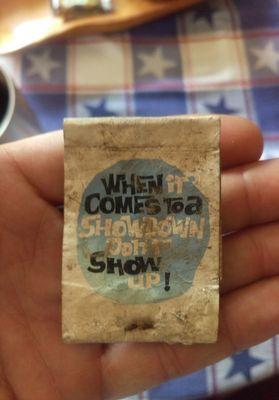 WHEN iT
COMES TO a
SHOWDOWN
DON'T
SHOW
UP!